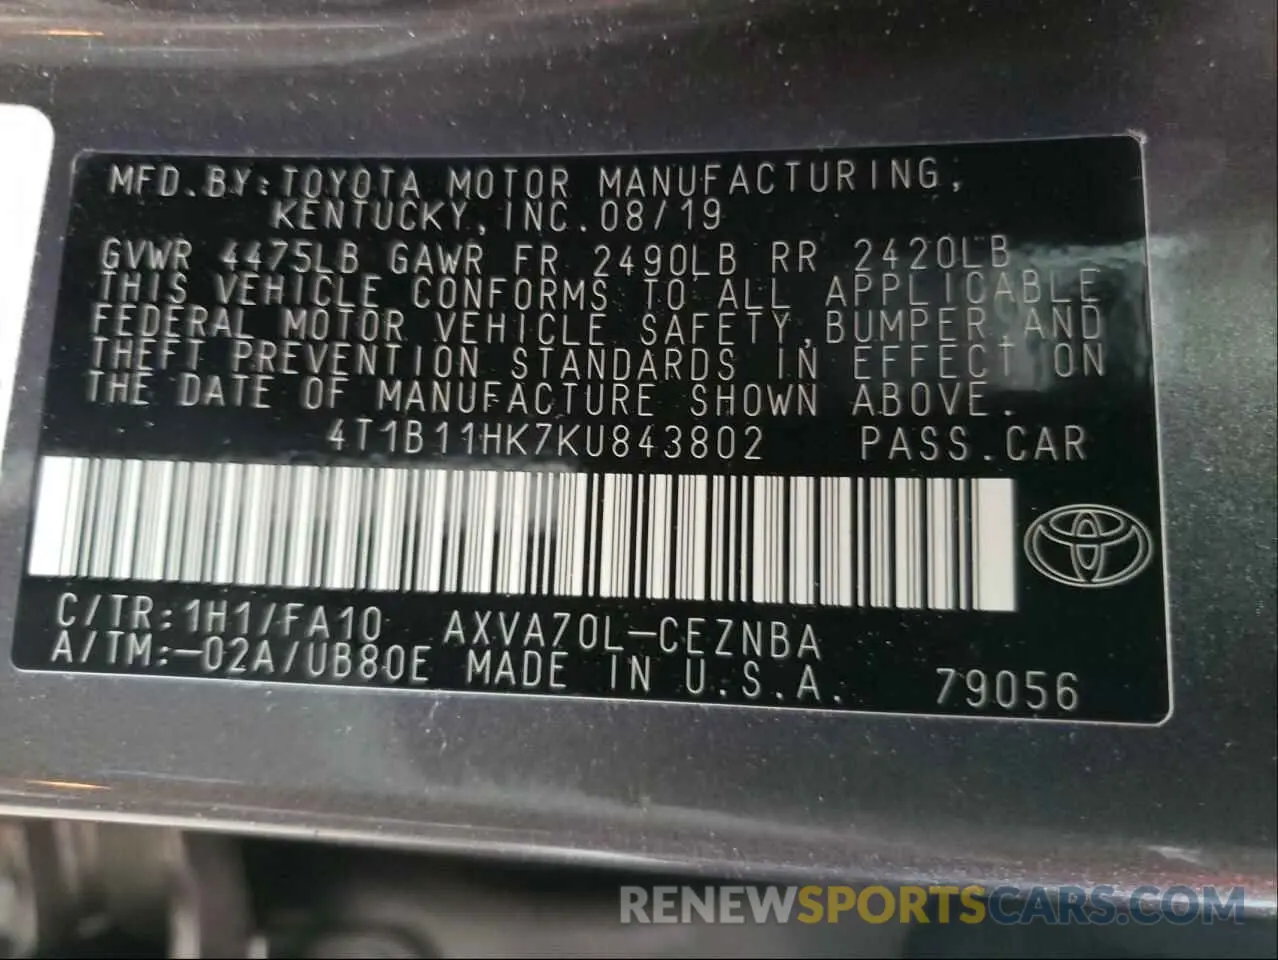 MFD.BY:TOYOTA MOTOR MANUFACTURING,
KENTUCKY, INC.08/19
GVWR 4475LB GAWR FR 2490LB RR 2420LB
THIS VEHICLE CONFORMS TO ALL APPLICABLE
FEDERAL MOTOR VEHICLE SAFETY,BUMPER,AND
THEFT PREVENTION STANDARDS IN EFFECT ON
THE DATE OF MANUFACTURE SHOWN ABOVE.
4T1B11HK7KU843802 PASS.CAR
C/TR:1H1/FA10 AXVA70L-CEZNBA
A/TM:-02A/UB80E MADE IN U.S.A. 79056
RENEWSPORTSCARS.COM